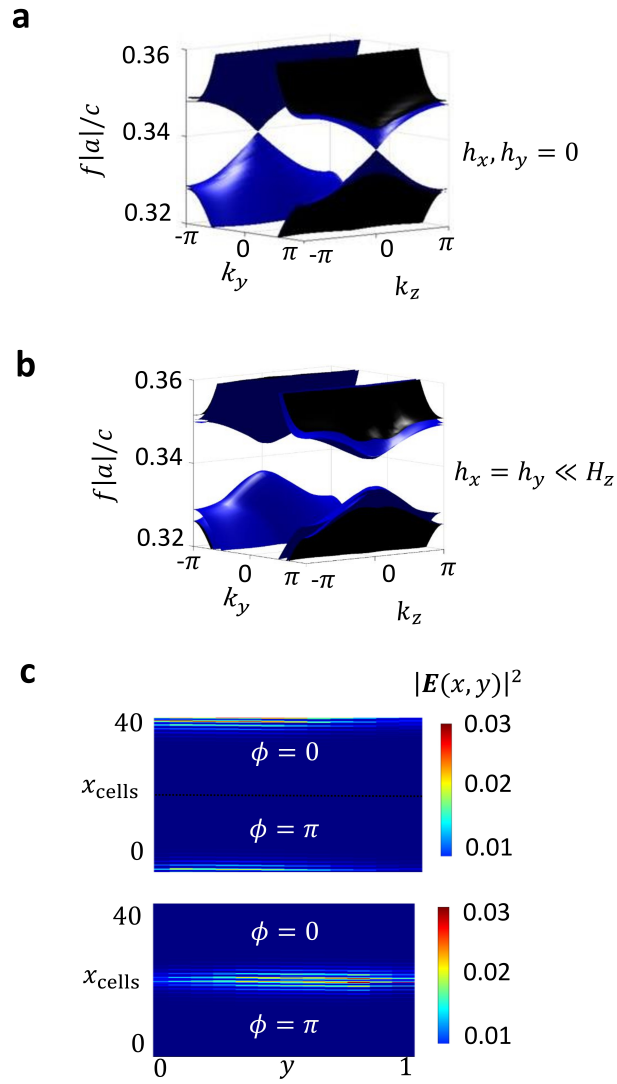 a
0.36
0.34
0.32
f|a|/c
-π
0
π
k_y
-π
0
π
k_z
h_x, h_y = 0
b
0.36
0.34
0.32
f|a|/c
-π
0
π
k_y
-π
0
π
k_z
h_x = h_y ≪ H_z
c
|E(x, y)|²
40
x_cells
0
ϕ = 0
ϕ = π
0.03
0.02
0.01
40
x_cells
0
ϕ = 0
ϕ = π
0.03
0.02
0.01
0
y
1